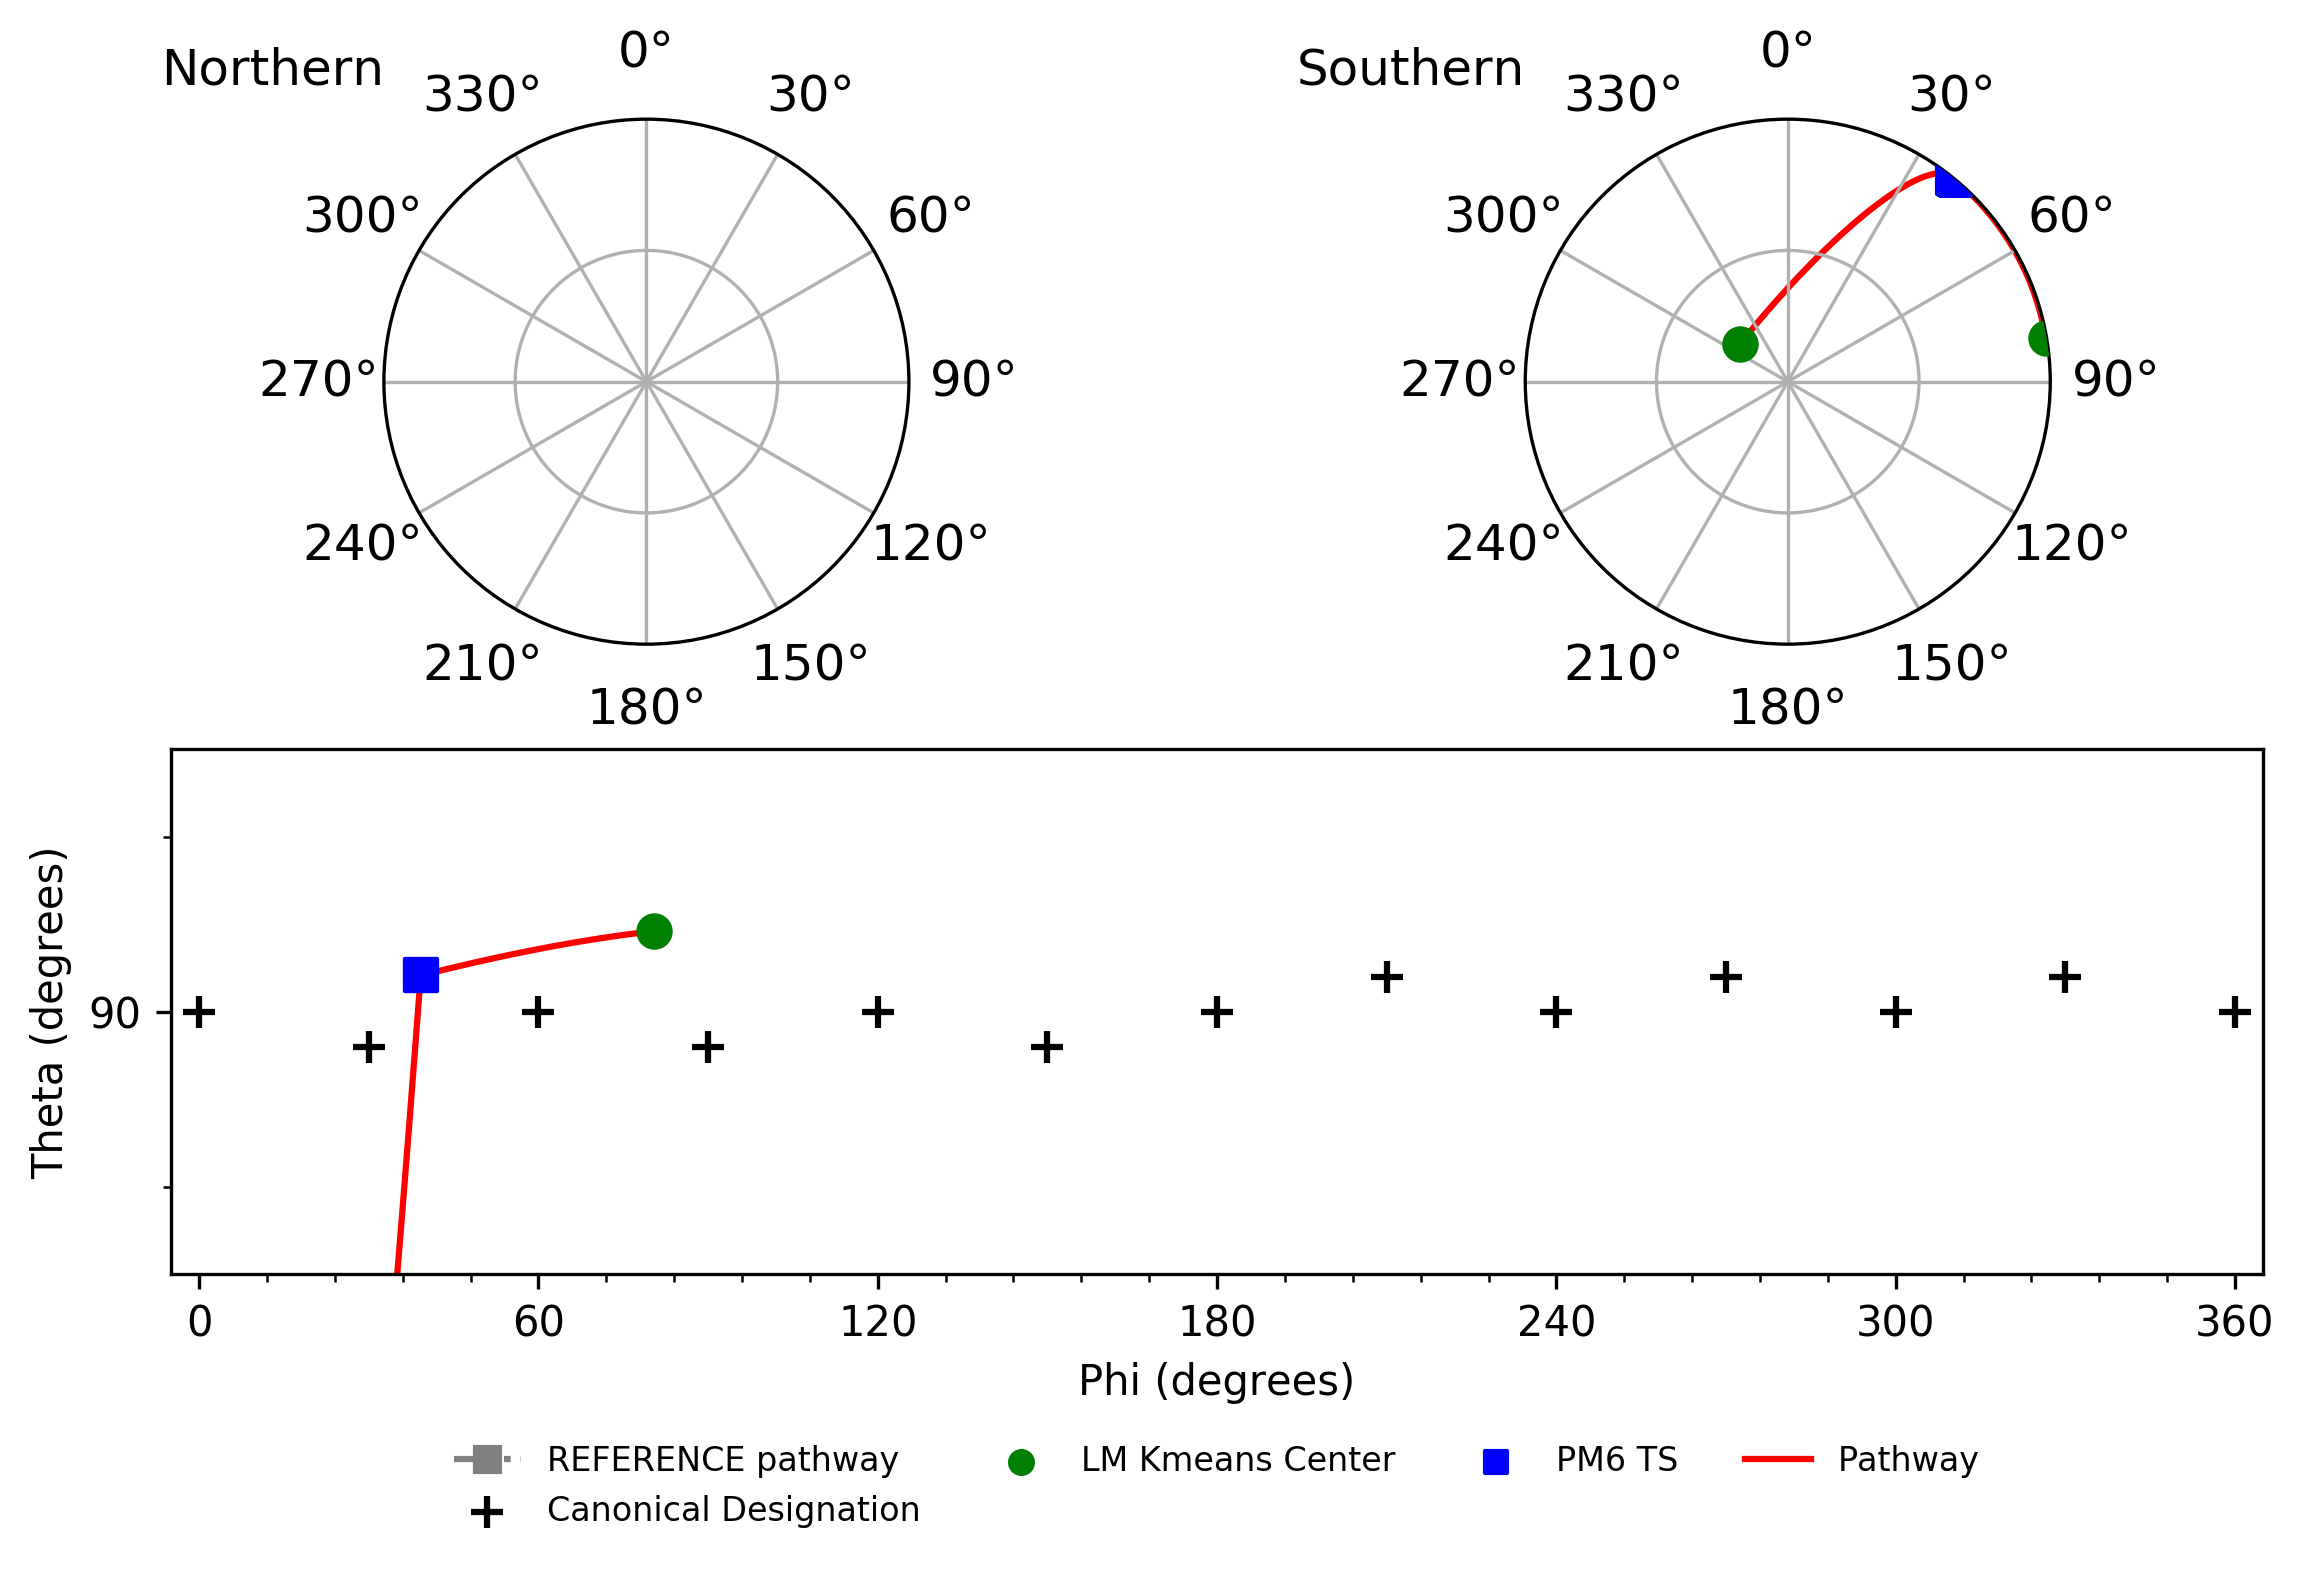 Northern
0°
330°
30°
300°
60°
270°
90°
240°
120°
210°
150°
180°
Southern
0°
330°
30°
300°
60°
270°
90°
240°
120°
210°
150°
180°
Theta (degrees)
90
0 60 120 180 240 300 360
Phi (degrees)
REFERENCE pathway
Canonical Designation
LM Kmeans Center
PM6 TS
Pathway